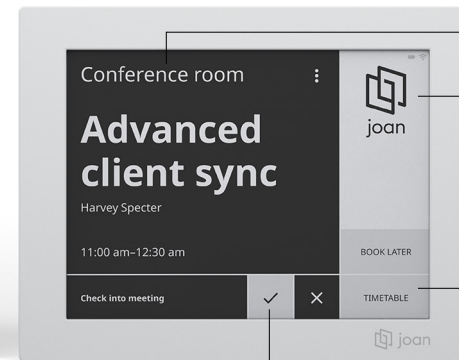 Conference room
joan
Advanced
client sync
Harvey Specter
11:00 am–12:30 am
BOOK LATER
Check into meeting
TIMETABLE
joan